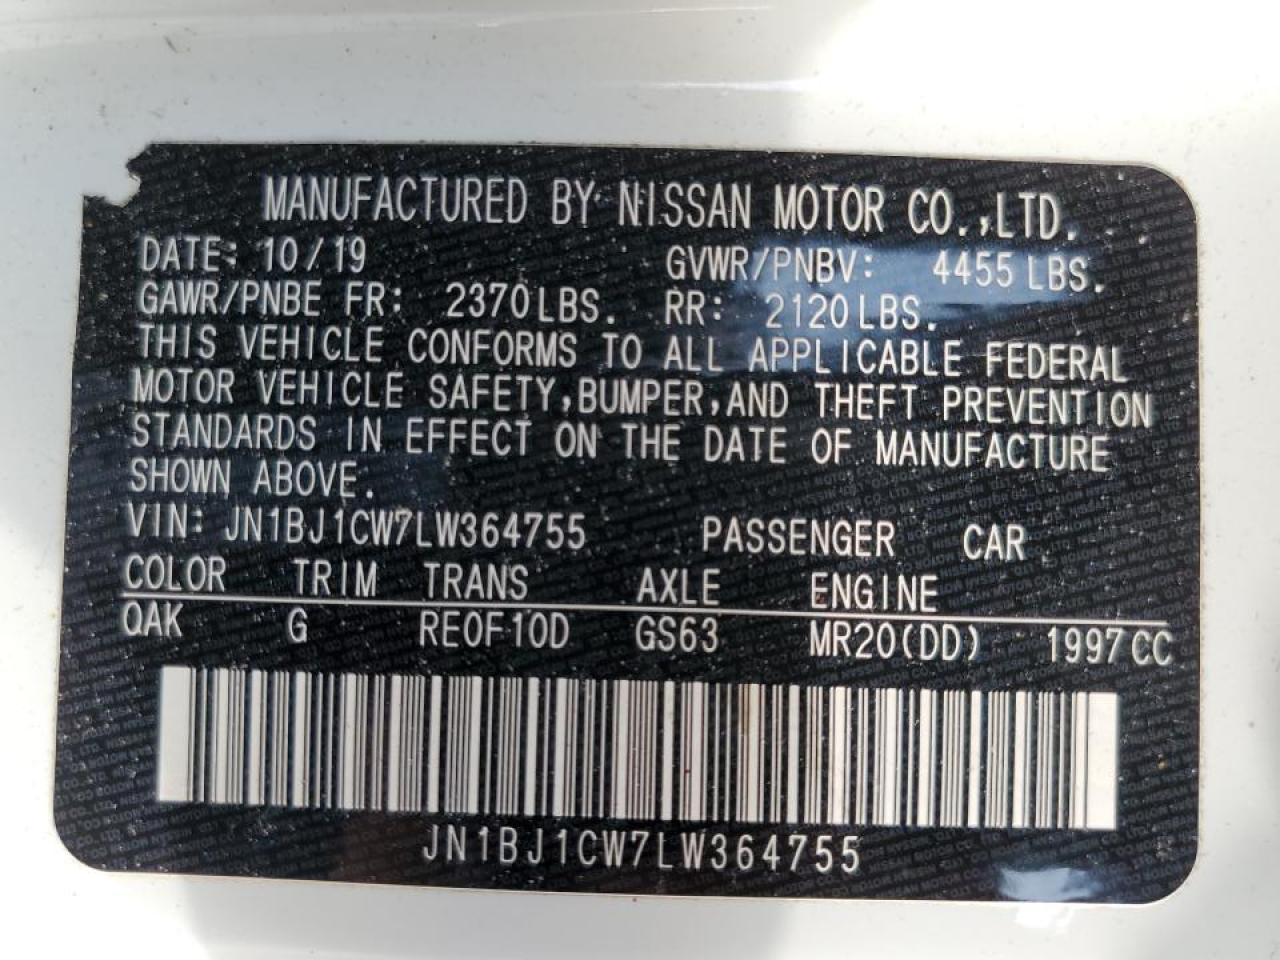 MANUFACTURED BY NISSAN MOTOR CO.,LTD.
DATE: 10/19 GVWR/PNBV: 4455 LBS.
GAWR/PNBE FR: 2370 LBS. RR: 2120 LBS.
THIS VEHICLE CONFORMS TO ALL APPLICABLE FEDERAL
MOTOR VEHICLE SAFETY,BUMPER,AND THEFT PREVENTION
STANDARDS IN EFFECT ON THE DATE OF MANUFACTURE
SHOWN ABOVE.
VIN: JN1BJ1CW7LW364755 PASSENGER CAR
COLOR TRIM TRANS AXLE ENGINE
QAK G RE0F10D GS63 MR20(DD) 1997 CC
JN1BJ1CW7LW364755